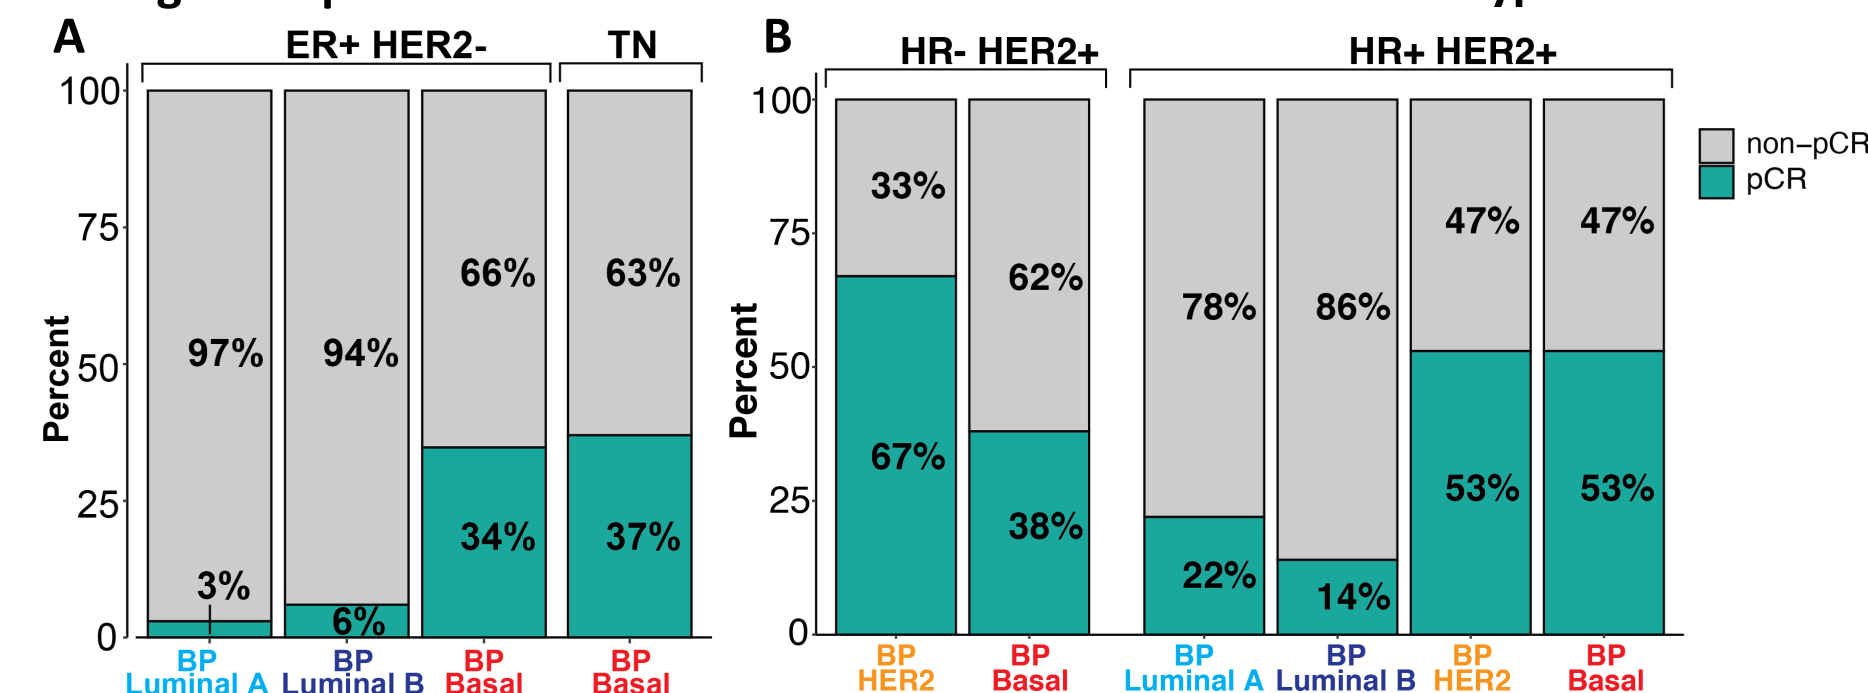 A
ER+ HER2-
TN
100
75
50
25
0
Percent
97%
94%
66%
63%
3%
6%
34%
37%
BP
Luminal A
BP
Luminal B
BP
Basal
BP
Basal
B
HR- HER2+
HR+ HER2+
100
75
50
25
0
Percent
33%
62%
78%
86%
47%
47%
67%
38%
22%
14%
53%
53%
BP
HER2
BP
Basal
BP
Luminal A
BP
Luminal B
BP
HER2
BP
Basal
non-pCR
pCR